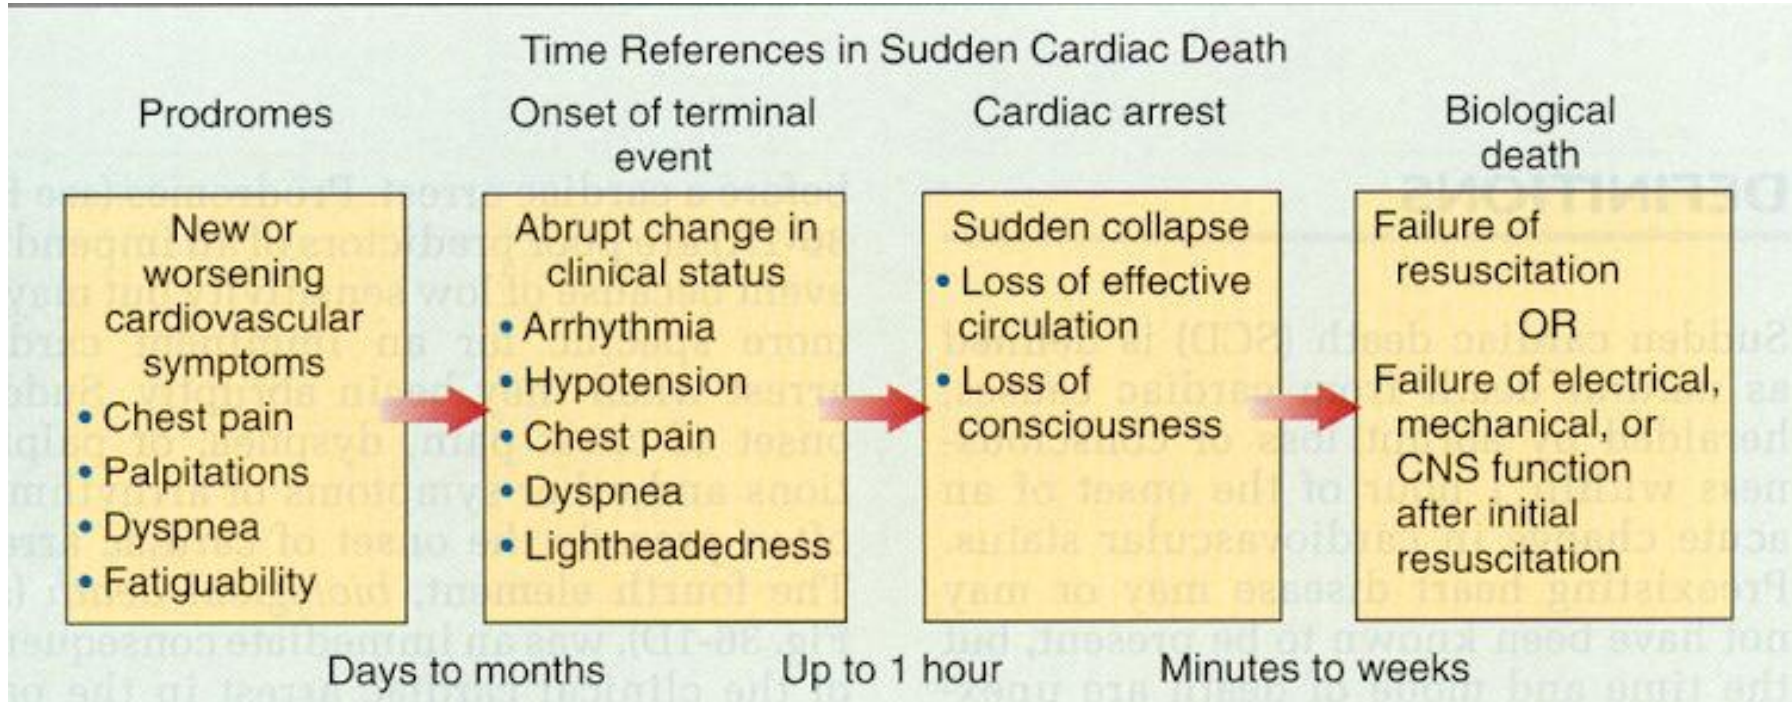 Time References in Sudden Cardiac Death
Prodromes
New or
worsening
cardiovascular
symptoms
• Chest pain
• Palpitations
• Dyspnea
• Fatiguability
Onset of terminal
event
Abrupt change in
clinical status
• Arrhythmia
• Hypotension
• Chest pain
• Dyspnea
• Lightheadedness
Cardiac arrest
Sudden collapse
• Loss of effective
circulation
• Loss of
consciousness
Biological
death
Failure of
resuscitation
OR
Failure of electrical,
mechanical, or
CNS function
after initial
resuscitation
Days to months
Up to 1 hour
Minutes to weeks